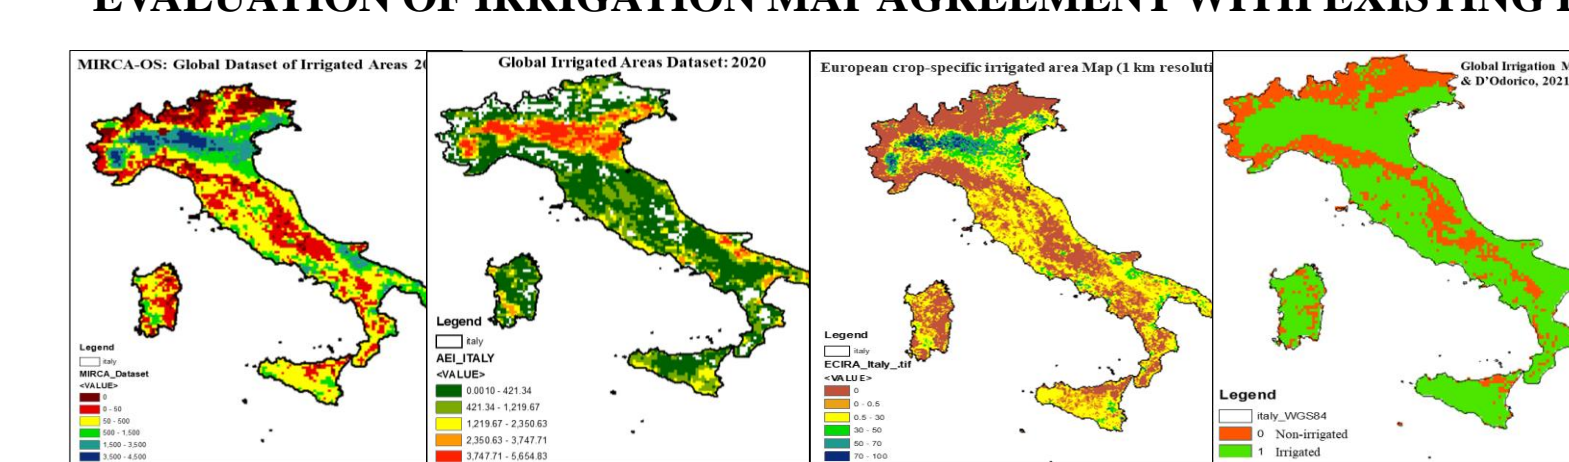 EVALUATION OF IRRIGATION MAP AGREEMENT WITH EXISTING
MIRCA-OS: Global Dataset of Irrigated Areas 20
Legend
italy
MIRCA_Dataset
<VALUE>
0
0 - 50
50 - 500
500 - 1,500
1,500 - 3,500
3,500 - 4,500
Global Irrigated Areas Dataset: 2020
Legend
italy
AEI_ITALY
<VALUE>
0.0010 - 421.34
421.34 - 1,219.67
1,219.67 - 2,350.63
2,350.63 - 3,747.71
3,747.71 - 5,654.83
European crop-specific irrigated area Map (1 km resoluti
Legend
italy
ECIRA_Italy_.tif
<VALUE>
0
0 - 0.5
0.5 - 30
30 - 50
50 - 70
70 - 100
Global Irrigation M
& D'Odorico, 2021
Legend
italy_WGS84
0 Non-irrigated
1 Irrigated